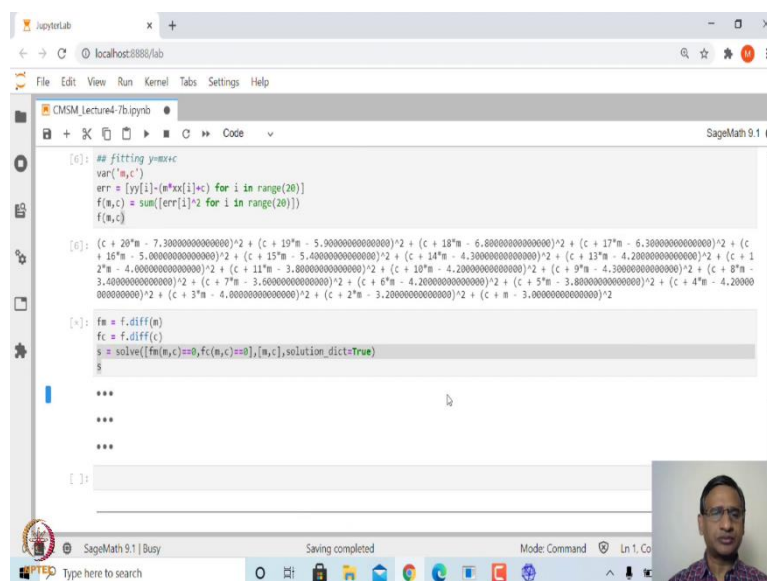 JupyterLab
localhost:8888/lab
File Edit View Run Kernel Tabs Settings Help
CMSM_Lecture4-7b.ipynb
Code
SageMath 9.1
[6]: ## fitting y=mx+c
var('m,c')
err = [yy[i]-(m*xx[i]+c) for i in range(20)]
f(m,c) = sum([err[i]^2 for i in range(20)])
f(m,c)
[6]: (c + 20*m - 7.30000000000000)^2 + (c + 19*m - 5.90000000000000)^2 + (c + 18*m - 6.80000000000000)^2 + (c + 17*m - 6.30000000000000)^2 + (c
+ 16*m - 5.00000000000000)^2 + (c + 15*m - 5.40000000000000)^2 + (c + 14*m - 4.30000000000000)^2 + (c + 13*m - 4.20000000000000)^2 + (c + 1
2*m - 4.00000000000000)^2 + (c + 11*m - 3.80000000000000)^2 + (c + 10*m - 4.20000000000000)^2 + (c + 9*m - 4.30000000000000)^2 + (c + 8*m -
3.40000000000000)^2 + (c + 7*m - 3.60000000000000)^2 + (c + 6*m - 4.20000000000000)^2 + (c + 5*m - 3.80000000000000)^2 + (c + 4*m - 4.20000
000000000)^2 + (c + 3*m - 4.00000000000000)^2 + (c + 2*m - 3.20000000000000)^2 + (c + m - 3.00000000000000)^2
[*]: fm = f.diff(m)
fc = f.diff(c)
s = solve([fm(m,c)==0,fc(m,c)==0],[m,c],solution_dict=True)
s
[ ]:
SageMath 9.1 | Busy Saving completed Mode: Command Ln 1, Co
NPTEL
Type here to search